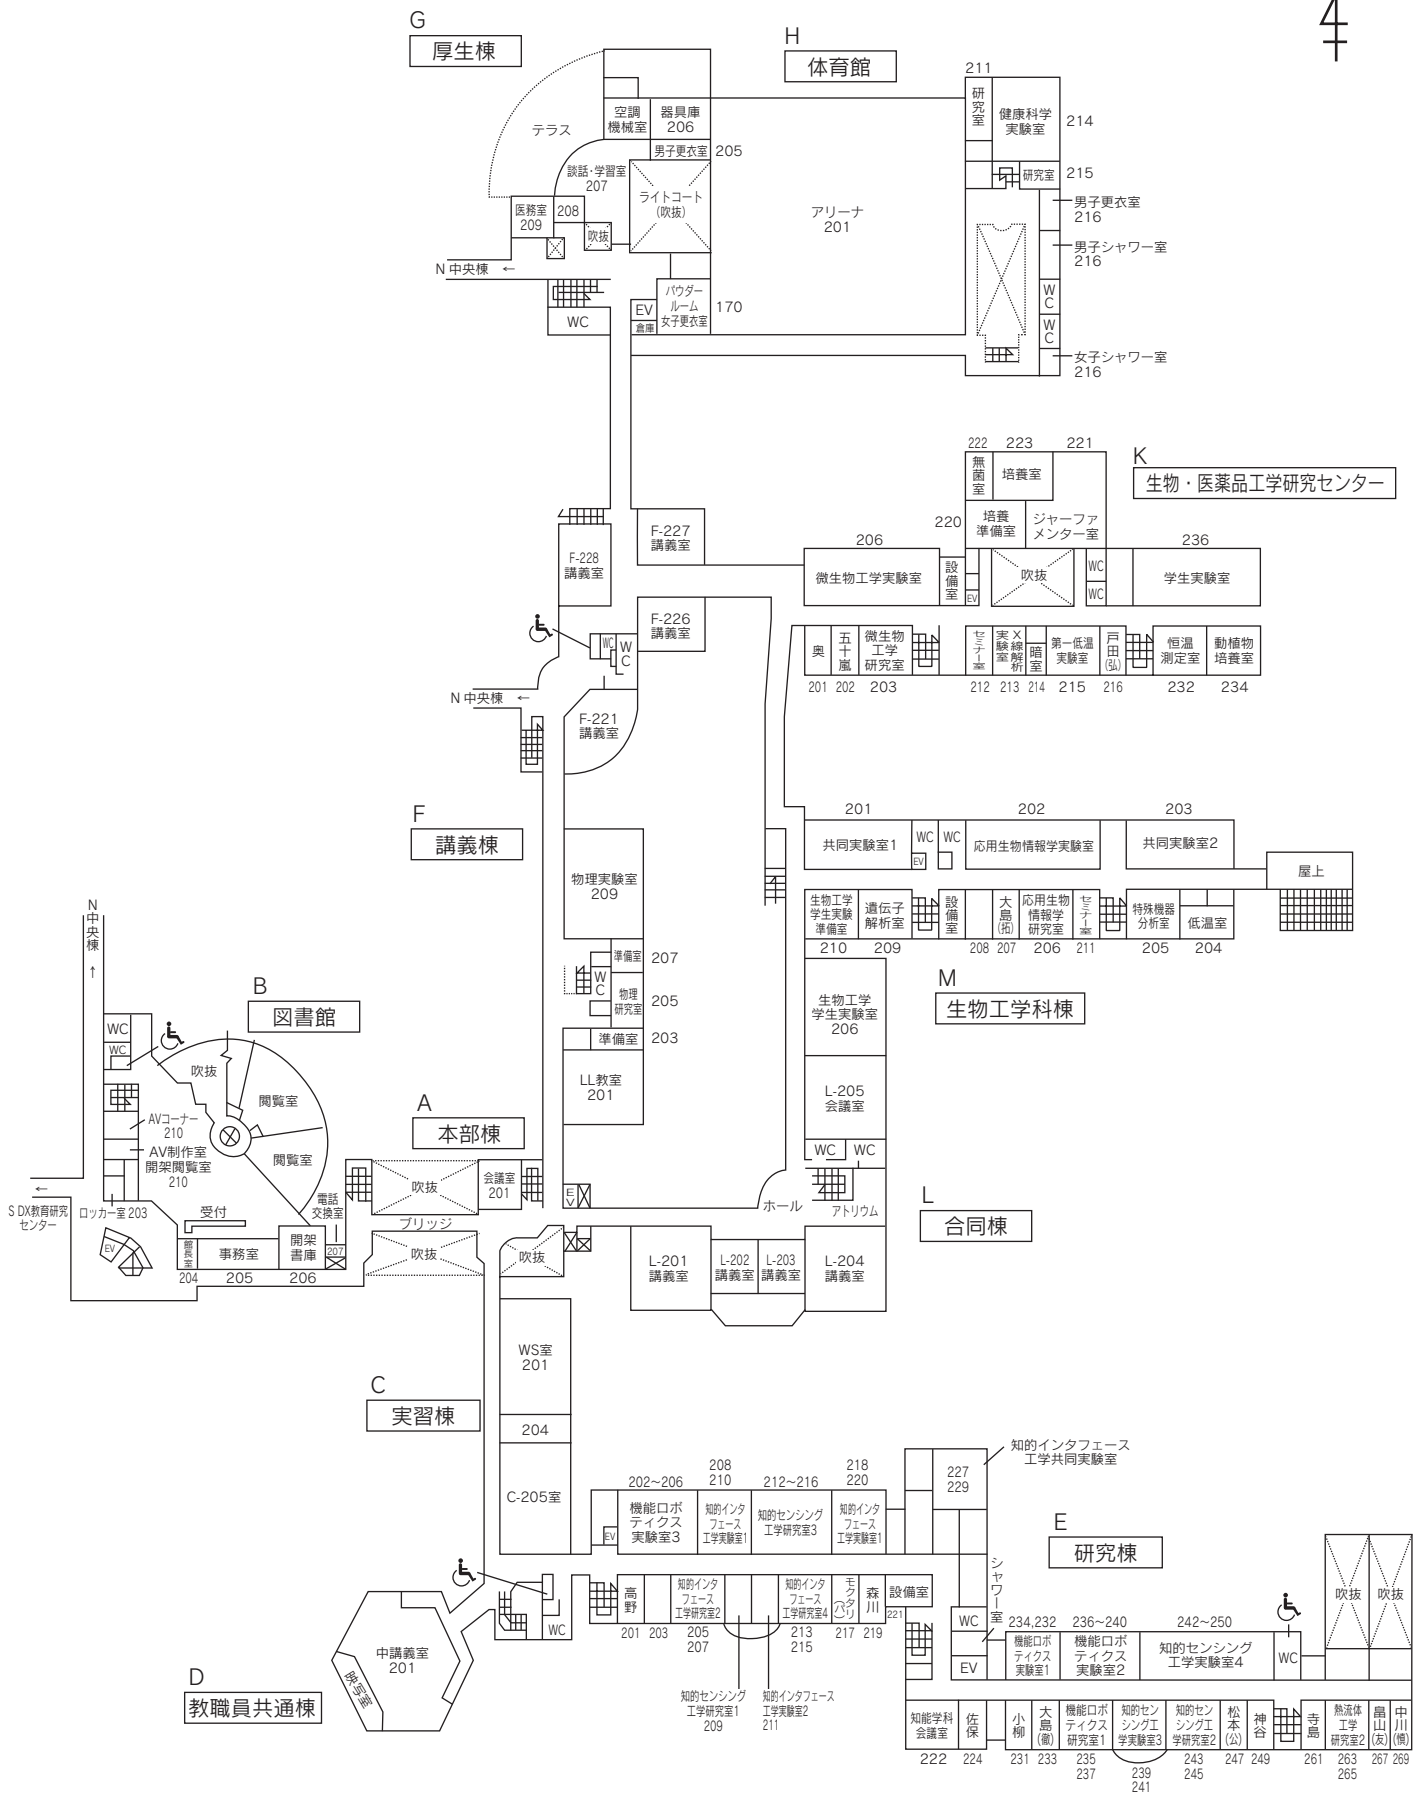 G
厚生棟
H
体育館
テラス
空調
機械室
器具庫
206
男子更衣室
205
談話・学習室
207
ライトコート
(吹抜)
医務室
209
208
吹抜
N 中央棟 ←
WC
EV
倉庫
パウダー
ルーム
女子更衣室
170
アリーナ
201
211
研究室
健康科学
実験室
214
研究室
215
男子更衣室
216
男子シャワー室
216
WC
WC
女子シャワー室
216
K
生物・医薬品工学研究センター
222
223
221
無菌室
培養室
220
培養
準備室
ジャーファ
メンター室
206
微生物工学実験室
設備室
EV
吹抜
WC
WC
236
学生実験室
奥
五十嵐
微生物
工学
研究室
セミナー室
X線解析
実験室
暗室
第一低温
実験室
戸田(弘)
恒温
測定室
動植物
培養室
201
202
203
212
213
214
215
216
232
234
F-227
講義室
F-228
講義室
F-226
講義室
WC
WC
N 中央棟 ←
F-221
講義室
F
講義棟
物理実験室
209
準備室
207
WC
物理
研究室
205
準備室
203
LL教室
201
EV
201
202
203
共同実験室1
WC
EV
WC
応用生物情報学実験室
共同実験室2
屋上
生物工学
学生実験
準備室
遺伝子
解析室
設備室
大島(拓)
応用生物
情報学
研究室
セミナー室
特殊機器
分析室
低温室
210
209
208
207
206
211
205
204
M
生物工学科棟
生物工学
学生実験室
206
L-205
会議室
WC
WC
ホール
アトリウム
L
合同棟
L-201
講義室
L-202
講義室
L-203
講義室
L-204
講義室
N中央棟 →
B
図書館
WC
WC
吹抜
閲覧室
閲覧室
AVコーナー
210
AV制作室
開架閲覧室
210
←
S DX教育研究
センター
ロッカー室 203
受付
電話
交換室
EV
館長室
事務室
開架
書庫
207
204
205
206
A
本部棟
吹抜
会議室
201
ブリッジ
吹抜
吹抜
C
実習棟
WS室
201
204
C-205室
WC
D
教職員共通棟
中講義室
201
映写室
202~206
208
210
212~216
218
220
EV
機能ロボ
ティクス
実験室3
知的インタ
フェース
工学実験室1
知的センシング
工学研究室3
知的インタ
フェース
工学実験室1
227
229
知的インタフェース
工学共同実験室
高野
知的インタ
フェース
工学研究室2
知的インタ
フェース
工学研究室4
モクタリ(パ)
森川
設備室
221
201
203
205
207
213
215
217
219
知的センシング
工学研究室1
209
知的インタフェース
工学実験室2
211
E
研究棟
シャワー室
WC
EV
234,232
236~240
242~250
機能ロボ
ティクス
実験室1
機能ロボ
ティクス
実験室2
知的センシング
工学実験室4
WC
吹抜
吹抜
知能学科
会議室
佐保
小柳
大島(徹)
機能ロボ
ティクス
研究室1
知的セン
シング工
学実験室3
知的セン
シング工
学研究室2
松本(公)
神谷
寺島
熱流体
工学
研究室2
畠山(友)
中川(慎)
222
224
231
233
235
237
239
241
243
245
247
249
261
263
265
267
269